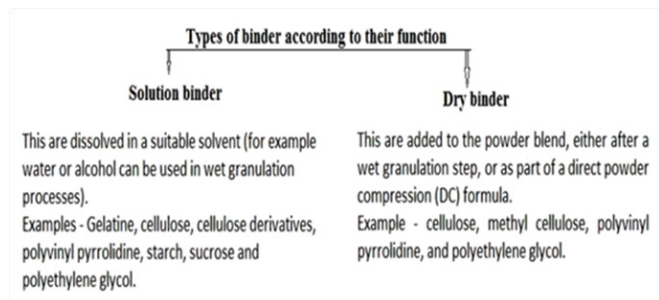 Types of binder according to their function
Solution binder
This are dissolved in a suitable solvent (for example
water or alcohol can be used in wet granulation
processes).
Examples - Gelatine, cellulose, cellulose derivatives,
polyvinyl pyrrolidine, starch, sucrose and
polyethylene glycol.
Dry binder
This are added to the powder blend, either after a
wet granulation step, or as part of a direct powder
compression (DC) formula.
Example - cellulose, methyl cellulose, polyvinyl
pyrrolidine, and polyethylene glycol.